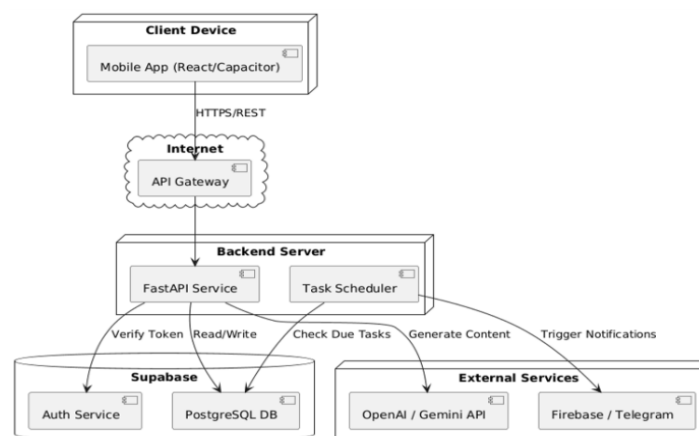 Client Device
Mobile App (React/Capacitor)
HTTPS/REST
Internet
API Gateway
Backend Server
FastAPI Service
Task Scheduler
Verify Token
Read/Write
Check Due Tasks
Generate Content
Trigger Notifications
Supabase
External Services
Auth Service
PostgreSQL DB
OpenAI / Gemini API
Firebase / Telegram